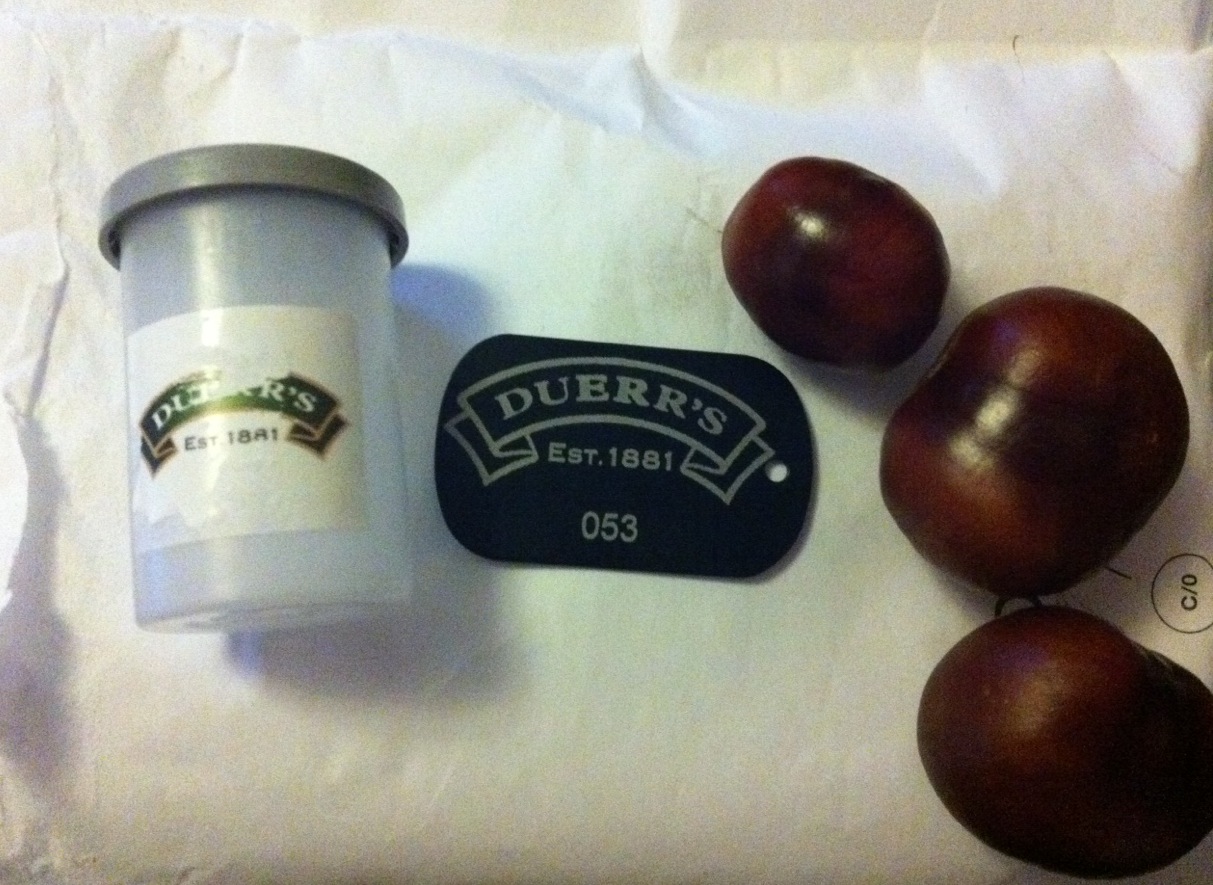 DUERR'S
EST. 1881
DUERR'S
EST. 1881
053
C/O